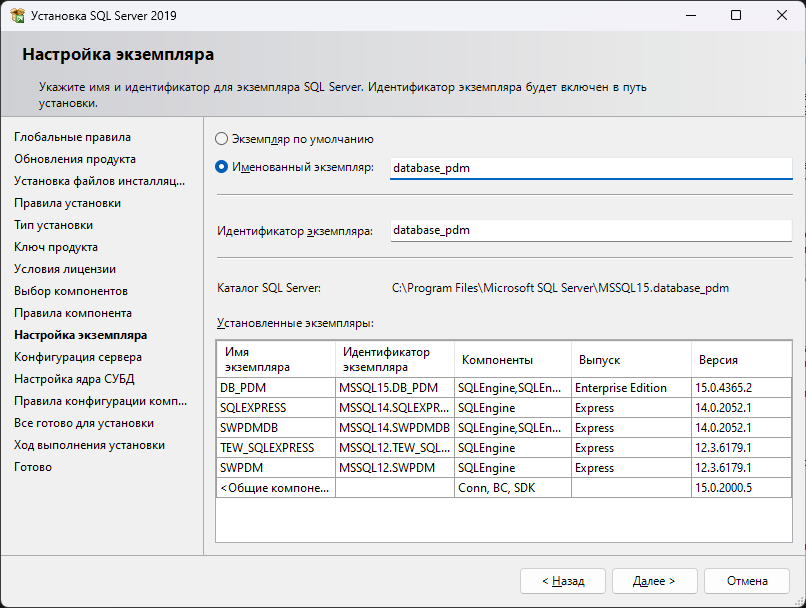 Установка SQL Server 2019
Настройка экземпляра
Укажите имя и идентификатор для экземпляра SQL Server. Идентификатор экземпляра будет включен в путь
установки.
Глобальные правила
Обновления продукта
Установка файлов инсталляц...
Правила установки
Тип установки
Ключ продукта
Условия лицензии
Выбор компонентов
Правила компонента
Настройка экземпляра
Конфигурация сервера
Настройка ядра СУБД
Правила конфигурации комп...
Все готово для установки
Ход выполнения установки
Готово
Экземпляр по умолчанию
Именованный экземпляр: database_pdm
Идентификатор экземпляра: database_pdm
Каталог SQL Server: C:\Program Files\Microsoft SQL Server\MSSQL15.database_pdm
Установленные экземпляры:
Имя экземпляра Идентификатор экземпляра Компоненты Выпуск Версия
DB_PDM MSSQL15.DB_PDM SQLEngine,SQLEn... Enterprise Edition 15.0.4365.2
SQLEXPRESS MSSQL14.SQLEXPR... SQLEngine Express 14.0.2052.1
SWPDMDB MSSQL14.SWPDMDB SQLEngine,SQLEn... Express 14.0.2052.1
TEW_SQLEXPRESS MSSQL12.TEW_SQL... SQLEngine Express 12.3.6179.1
SWPDM MSSQL12.SWPDM SQLEngine Express 12.3.6179.1
<Общие компоне... Conn, BC, SDK 15.0.2000.5
< Назад Далее > Отмена